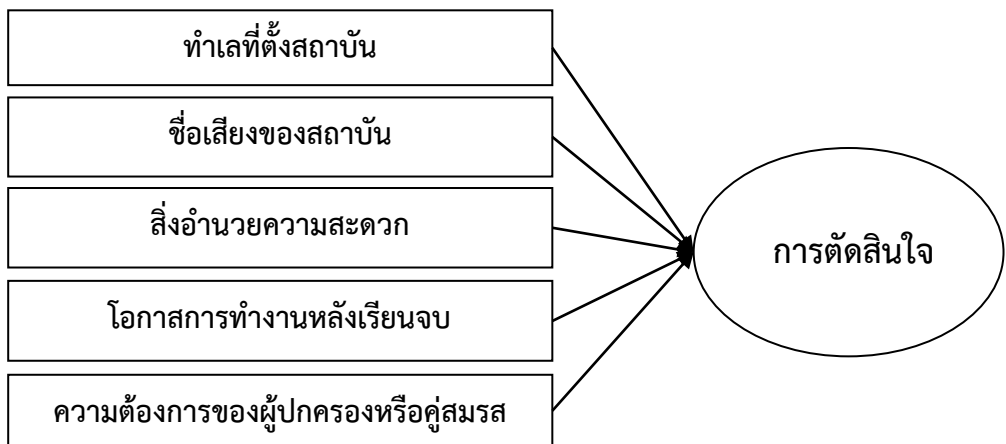 ทำเลที่ตั้งสถาบัน
ชื่อเสียงของสถาบัน
สิ่งอำนวยความสะดวก
โอกาสการทำงานหลังเรียนจบ
ความต้องการของผู้ปกครองหรือคู่สมรส
การตัดสินใจ